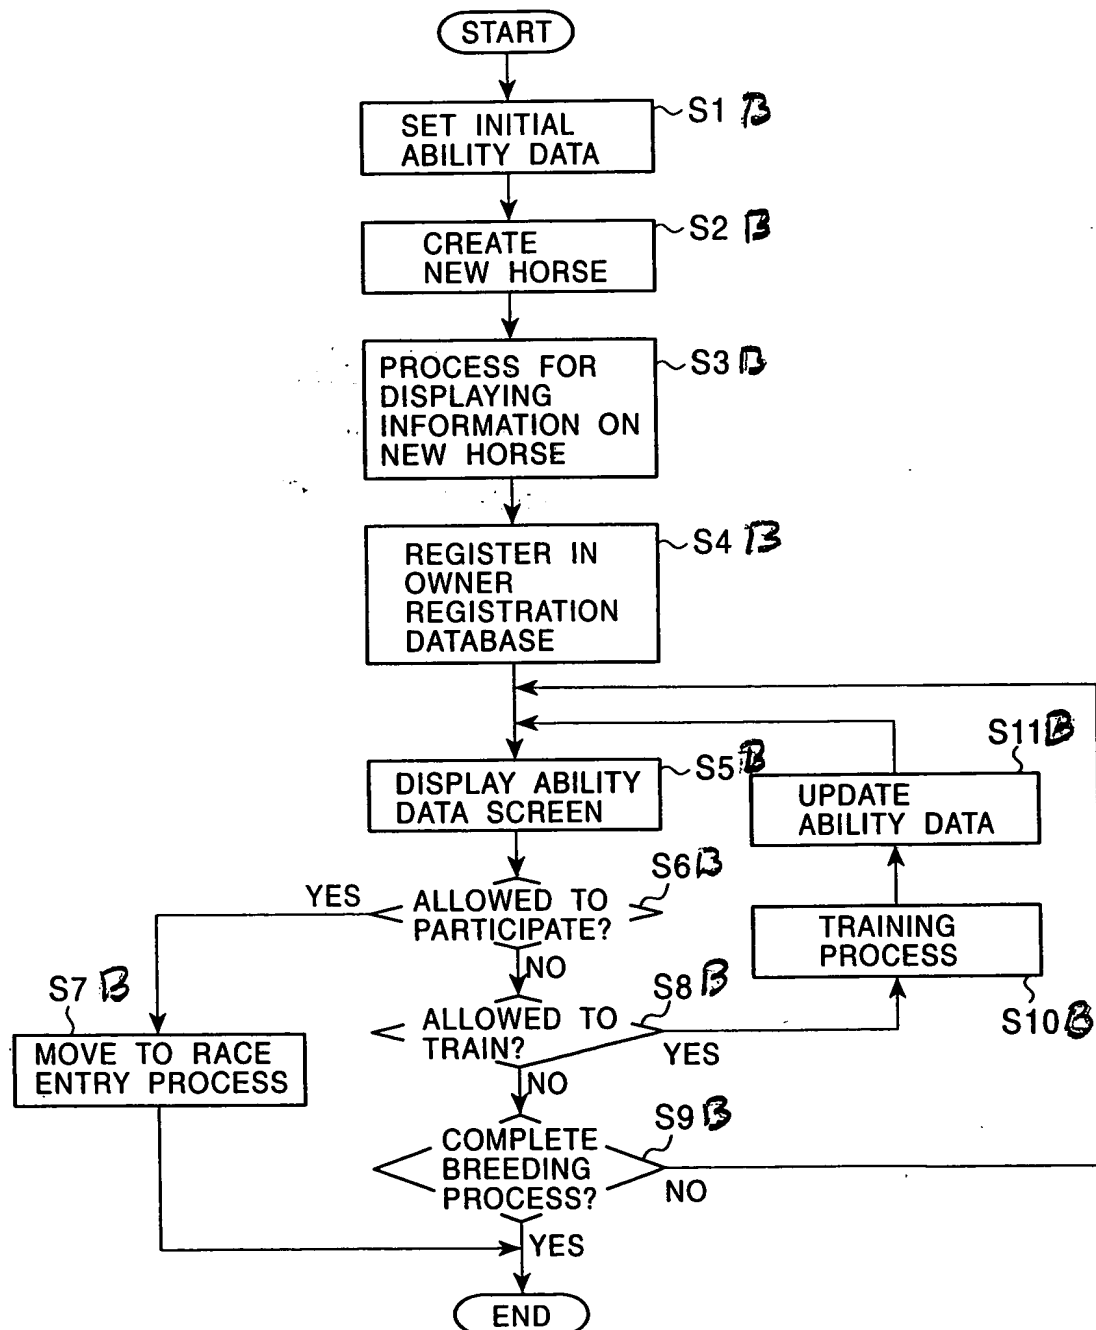 START
SET INITIAL
ABILITY DATA
S1 B
CREATE
NEW HORSE
S2 B
PROCESS FOR
DISPLAYING
INFORMATION ON
NEW HORSE
S3 B
REGISTER IN
OWNER
REGISTRATION
DATABASE
S4 B
DISPLAY ABILITY
DATA SCREEN
S5 B
S11 B
UPDATE
ABILITY DATA
YES
ALLOWED TO
PARTICIPATE?
S6 B
NO
TRAINING
PROCESS
S10 B
S7 B
MOVE TO RACE
ENTRY PROCESS
ALLOWED TO
TRAIN?
S8 B
YES
NO
COMPLETE
BREEDING
PROCESS?
S9 B
NO
YES
END